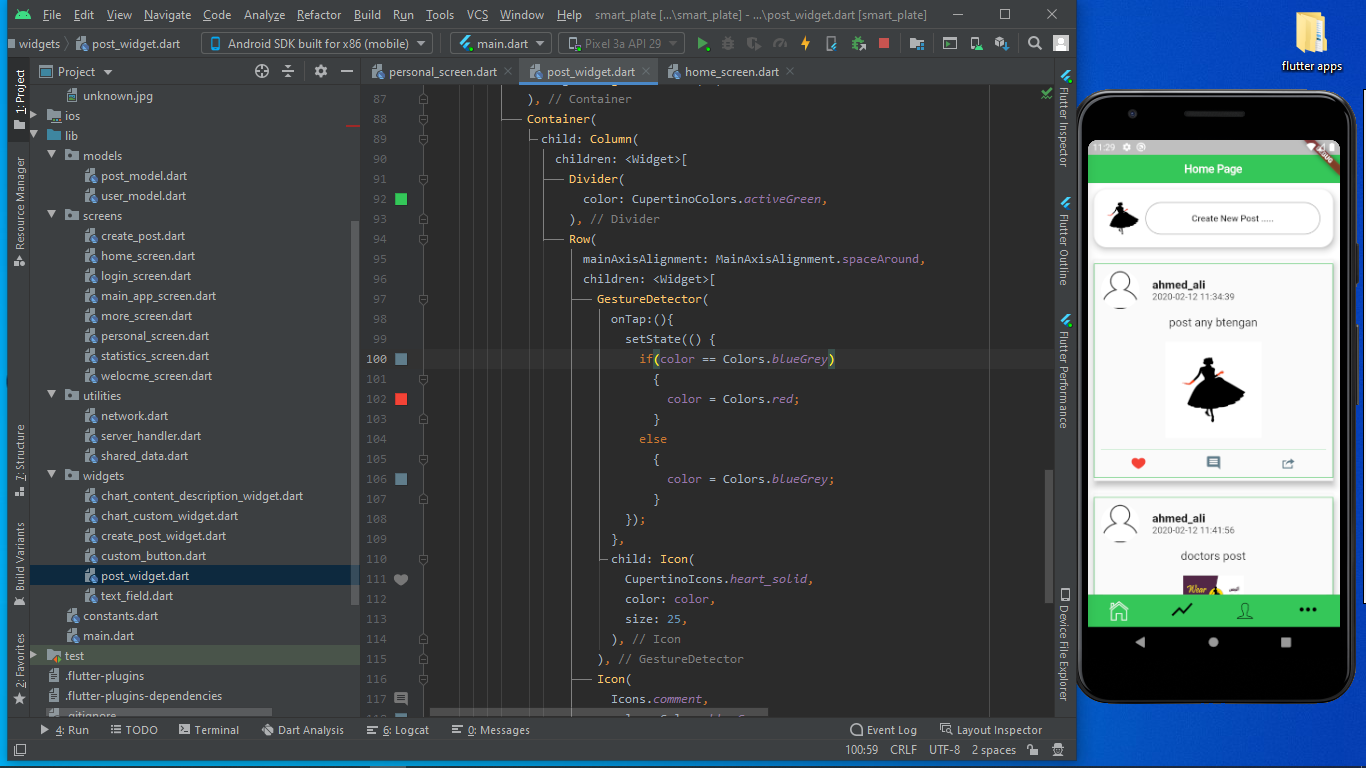 File Edit View Navigate Code Analyze Refactor Build Run Tools VCS Window Help smart_plate [...\smart_plate] - ...\post_widget.dart [smart_plate]
widgets post_widget.dart Android SDK built for x86 (mobile) main.dart Pixel 3a API 29
Project
personal_screen.dart post_widget.dart home_screen.dart
unknown.jpg
ios
lib
models
post_model.dart
user_model.dart
screens
create_post.dart
home_screen.dart
login_screen.dart
main_app_screen.dart
more_screen.dart
personal_screen.dart
statistics_screen.dart
welocme_screen.dart
utilities
network.dart
server_handler.dart
shared_data.dart
widgets
chart_content_description_widget.dart
chart_custom_widget.dart
create_post_widget.dart
custom_button.dart
post_widget.dart
text_field.dart
constants.dart
main.dart
test
.flutter-plugins
.flutter-plugins-dependencies
.gitignore
1: Project
Resource Manager
7: Structure
Build Variants
2: Favorites
87 ), // Container
88 Container(
89 child: Column(
90 children: <Widget>[
91 Divider(
92 color: CupertinoColors.activeGreen,
93 ), // Divider
94 Row(
95 mainAxisAlignment: MainAxisAlignment.spaceAround,
96 children: <Widget>[
97 GestureDetector(
98 onTap:(){
99 setState(() {
100 if(color == Colors.blueGrey)
101 {
102 color = Colors.red;
103 }
104 else
105 {
106 color = Colors.blueGrey;
107 }
108 });
109 },
110 child: Icon(
111 CupertinoIcons.heart_solid,
112 color: color,
113 size: 25,
114 ), // Icon
115 ), // GestureDetector
116 Icon(
117 Icons.comment,
Flutter Inspector
Flutter Outline
Flutter Performance
Device File Explorer
4: Run TODO Terminal Dart Analysis 6: Logcat 0: Messages Event Log Layout Inspector
100:59 CRLF UTF-8 2 spaces
flutter apps
11:29
DEBUG
Home Page
Create New Post .....
ahmed_ali
2020-02-12 11:34:39
post any btengan
ahmed_ali
2020-02-12 11:41:56
doctors post
Wear